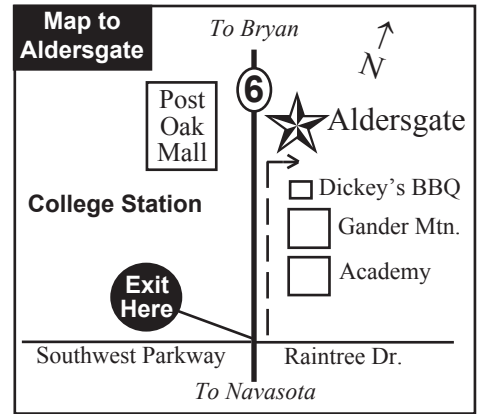 Map to
Aldersgate
To Bryan
N
6
Post
Oak
Mall
Aldersgate
Dickey's BBQ
College Station
Gander Mtn.
Academy
Exit
Here
Southwest Parkway
Raintree Dr.
To Navasota